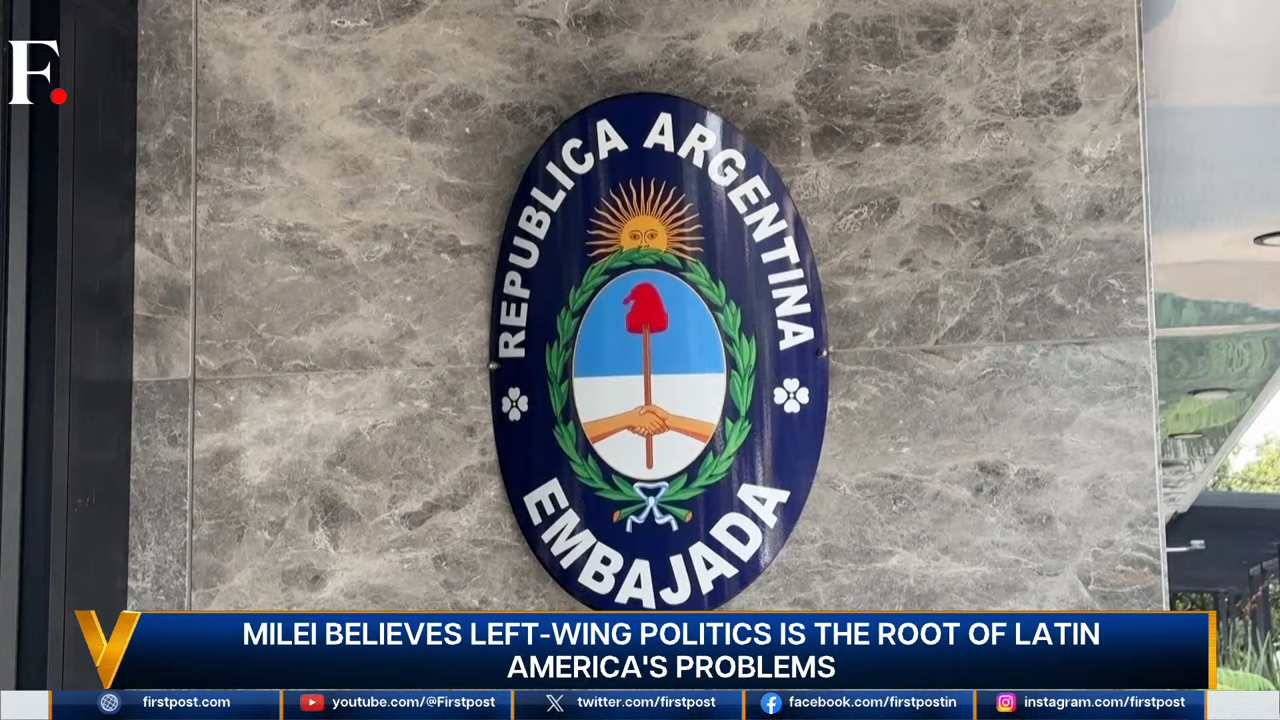 F.
REPUBLICA ARGENTINA
EMBAJADA
MILEI BELIEVES LEFT-WING POLITICS IS THE ROOT OF LATIN
AMERICA'S PROBLEMS
firstpost.com
youtube.com/@Firstpost
twitter.com/firstpost
facebook.com/firstpostin
instagram.com/firstpost